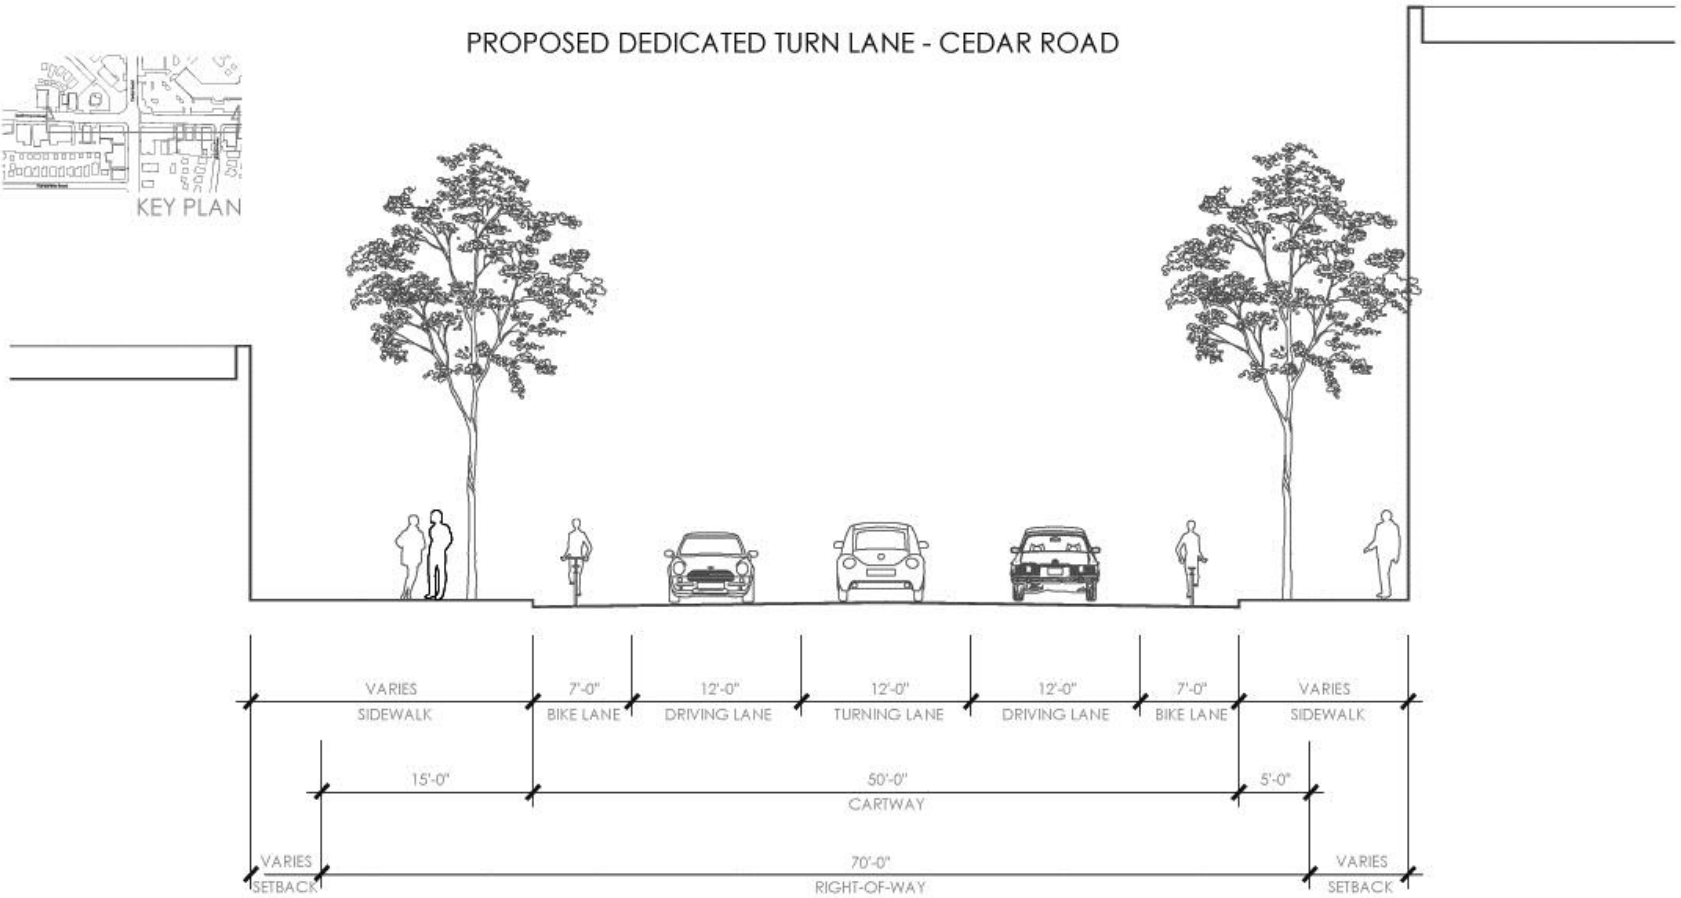 PROPOSED DEDICATED TURN LANE - CEDAR ROAD
KEY PLAN
VARIES 7'-0" 12'-0" 12'-0" 12'-0" 7'-0" VARIES
SIDEWALK BIKE LANE DRIVING LANE TURNING LANE DRIVING LANE BIKE LANE SIDEWALK
15'-0" 50'-0" 5'-0"
CARTWAY
VARIES 70'-0" VARIES
SETBACK RIGHT-OF-WAY SETBACK